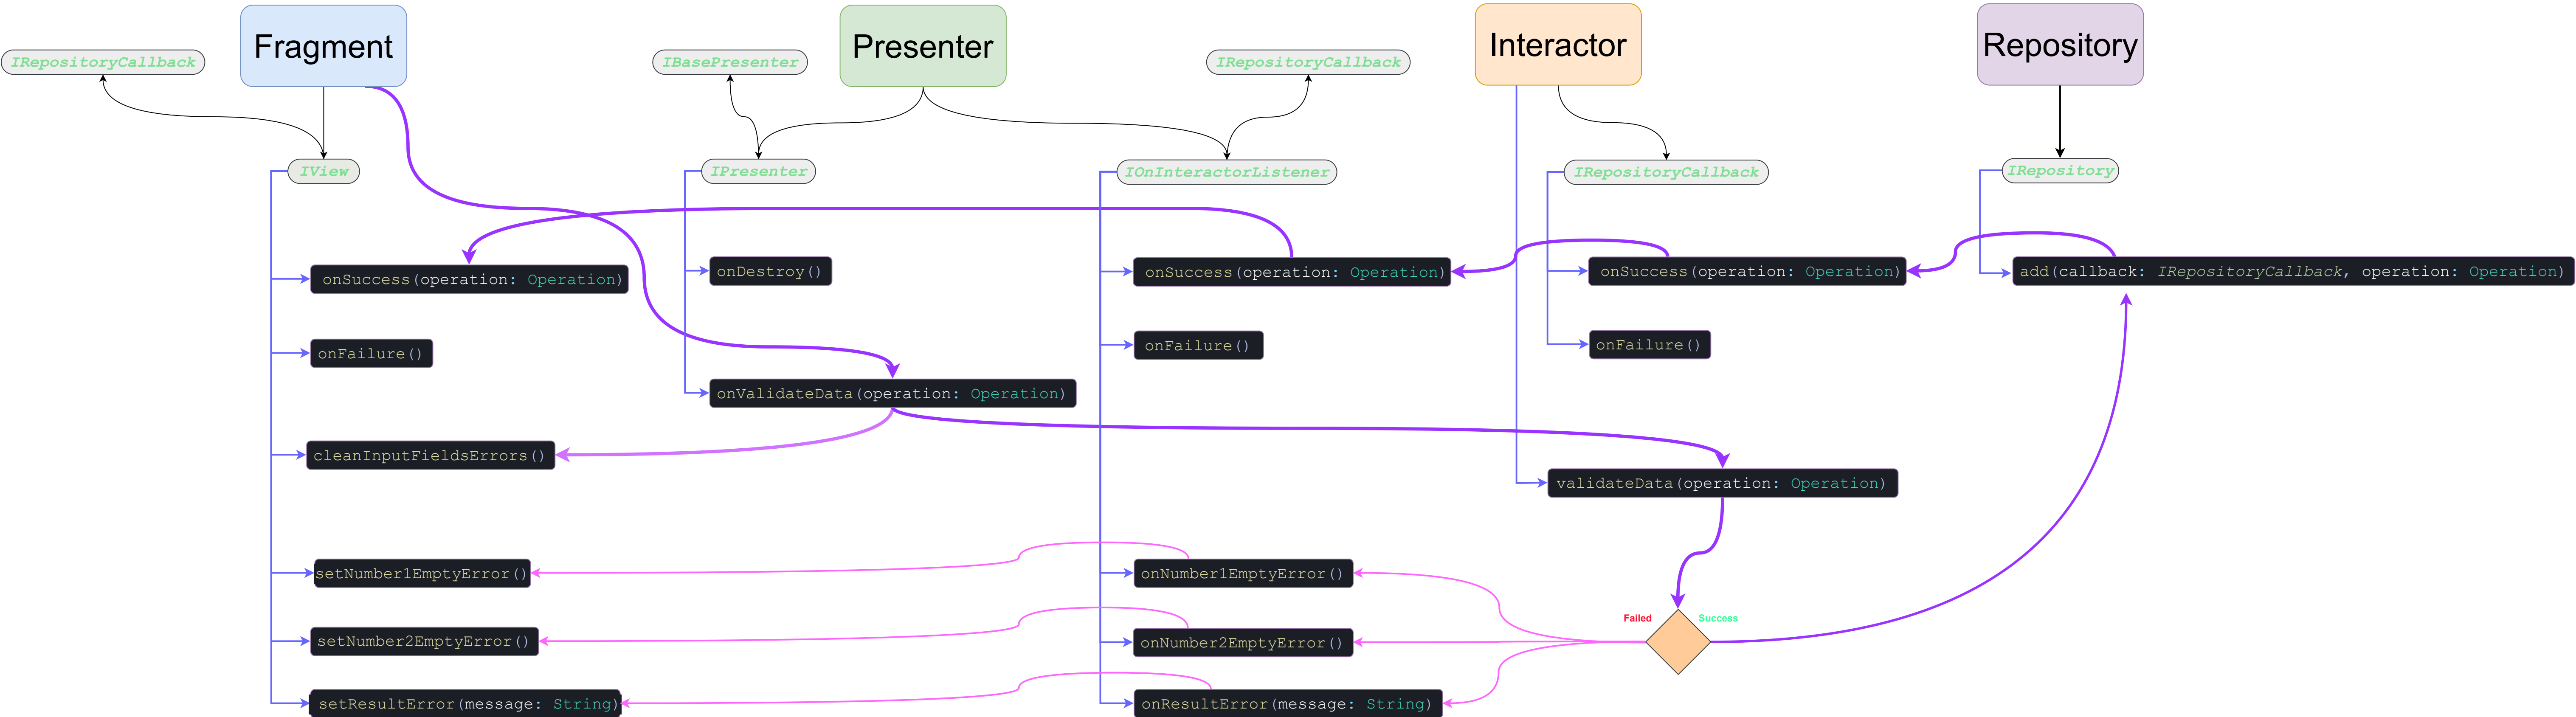 Fragment
Presenter
Interactor
Repository
IRepositoryCallback
IBasePresenter
IRepositoryCallback
IView
IPresenter
IOnInteractorListener
IRepositoryCallback
IRepository
onSuccess(operation: Operation)
onDestroy()
onSuccess(operation: Operation)
onSuccess(operation: Operation)
add(callback: IRepositoryCallback, operation: Operation)
onFailure()
onFailure()
onFailure()
onValidateData(operation: Operation)
cleanInputFieldsErrors()
validateData(operation: Operation)
setNumber1EmptyError()
onNumber1EmptyError()
Failed
Success
setNumber2EmptyError()
onNumber2EmptyError()
setResultError(message: String)
onResultError(message: String)